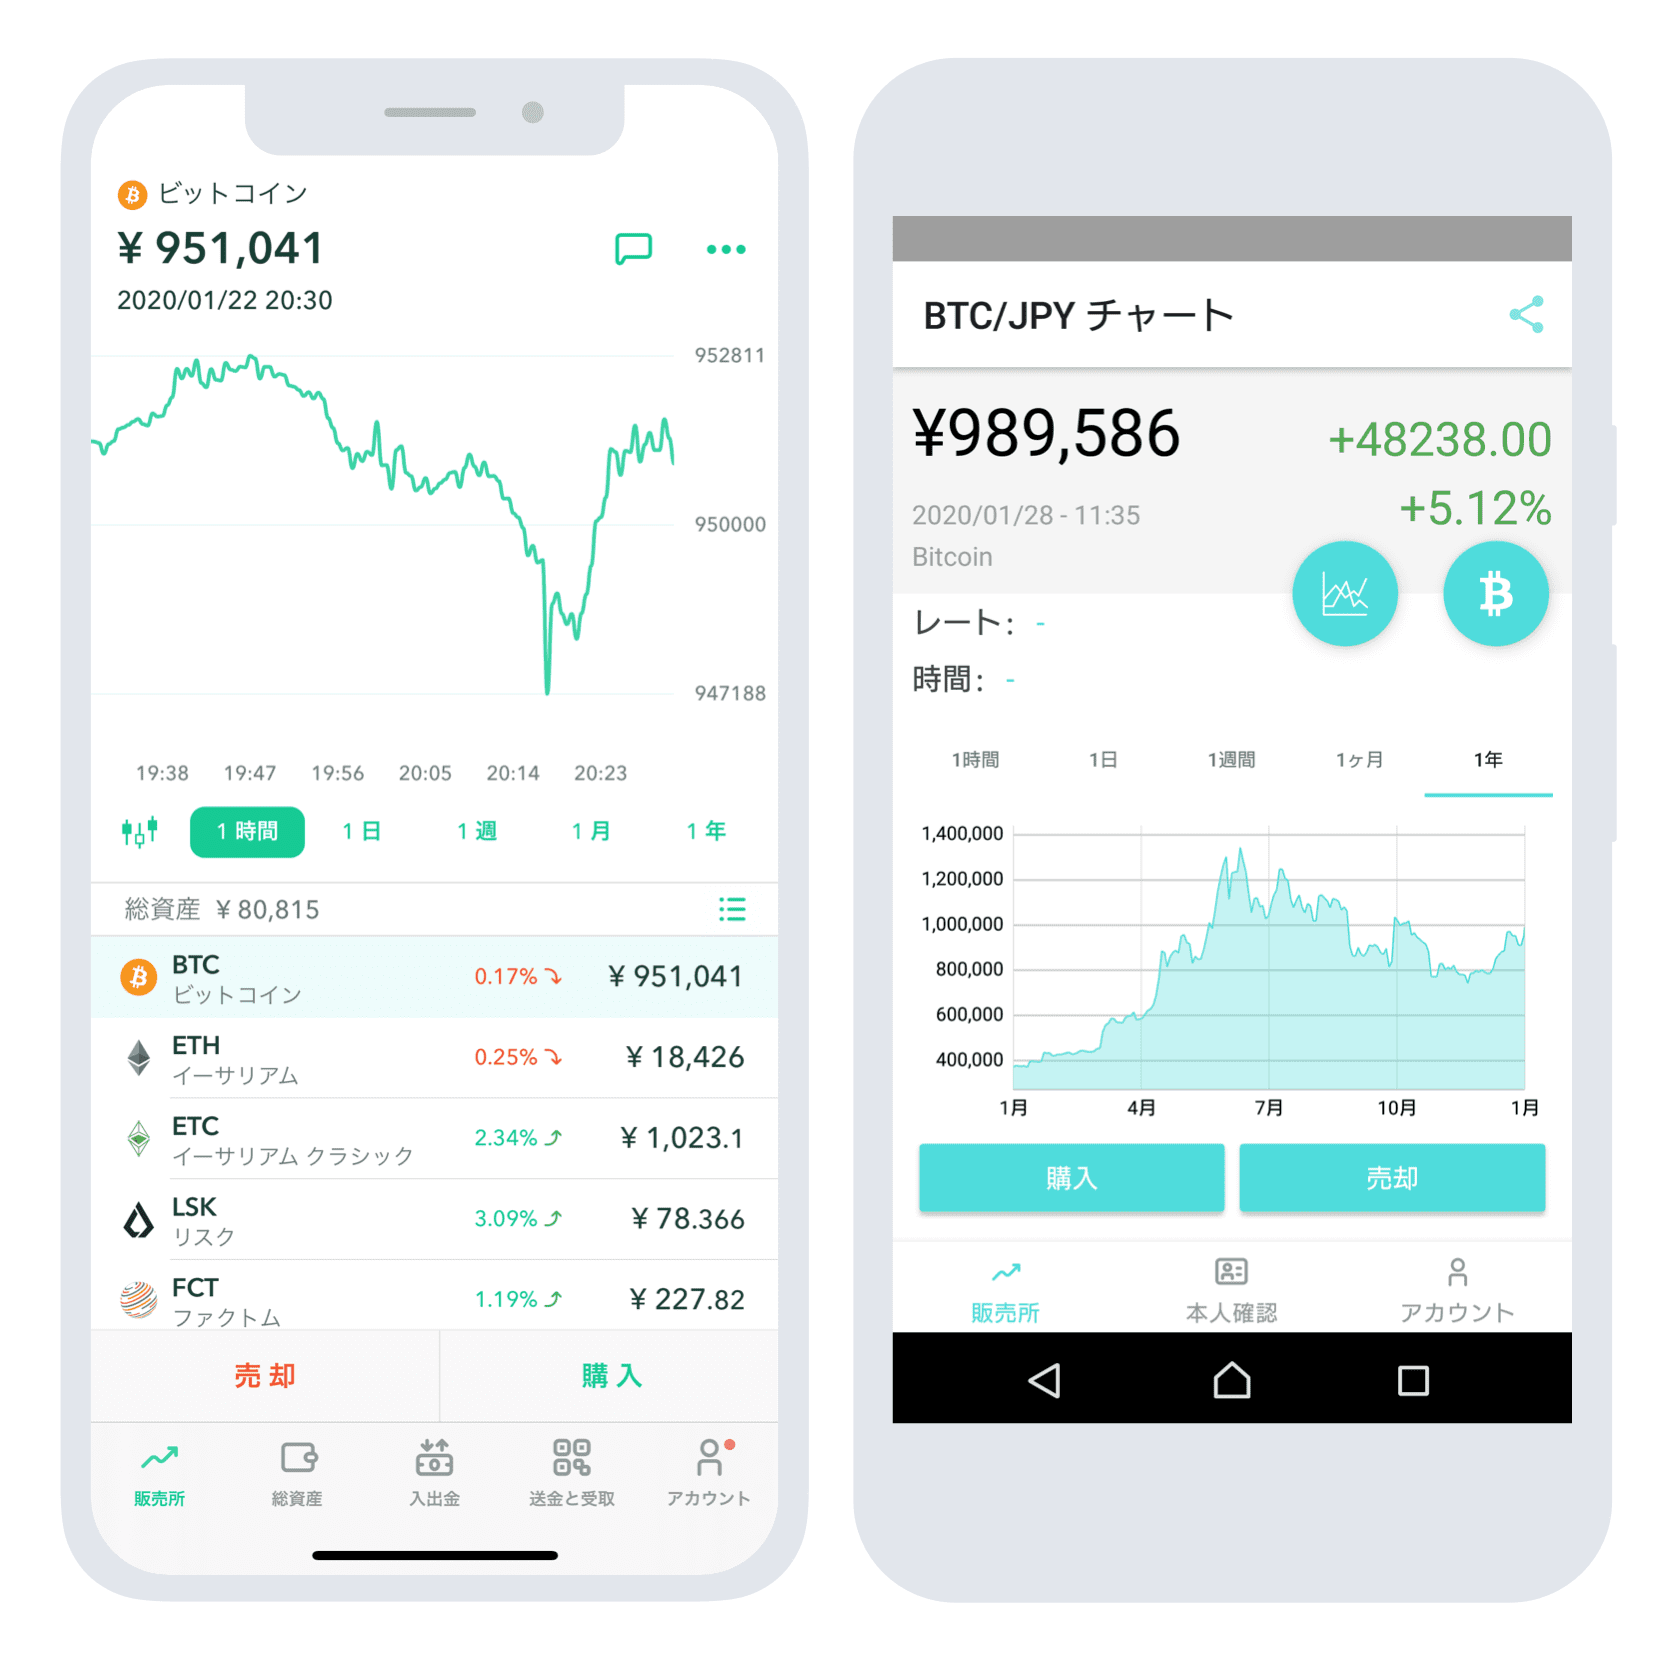 ビットコイン
¥ 951,041
2020/01/22 20:30
952811
950000
947188
19:38 19:47 19:56 20:05 20:14 20:23
1 時間 1 日 1 週 1 月 1 年
総資産 ¥ 80,815
BTC
ビットコイン
0.17% ¥ 951,041
ETH
イーサリアム
0.25% ¥ 18,426
ETC
イーサリアム クラシック
2.34% ¥ 1,023.1
LSK
リスク
3.09% ¥ 78.366
FCT
ファクトム
1.19% ¥ 227.82
売却 購入
販売所 総資産 入出金 送金と受取 アカウント
BTC/JPY チャート
¥989,586
+48238.00
+5.12%
2020/01/28 - 11:35
Bitcoin
レート: -
時間: -
1時間 1日 1週間 1ヶ月 1年
1,400,000
1,200,000
1,000,000
800,000
600,000
400,000
1月 4月 7月 10月 1月
購入 売却
販売所 本人確認 アカウント